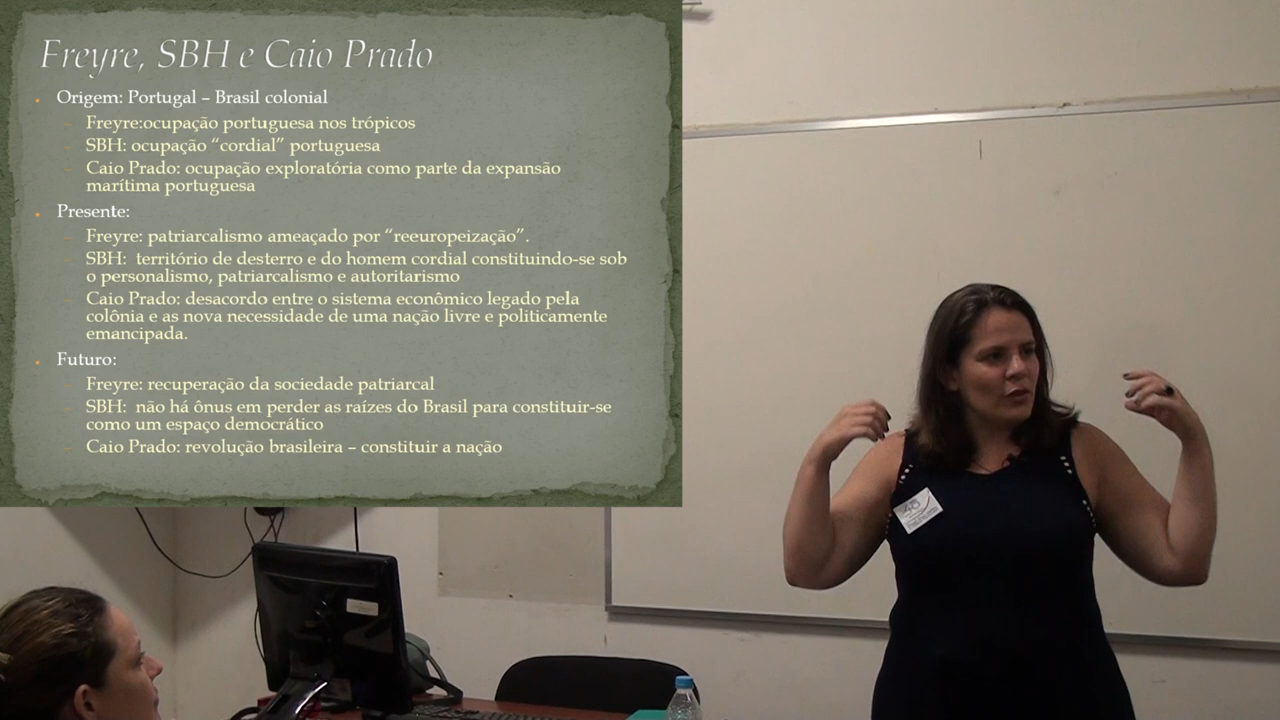 Freyre, SBH e Caio Prado
Origem: Portugal – Brasil colonial
Freyre:ocupação portuguesa nos trópicos
SBH: ocupação “cordial” portuguesa
Caio Prado: ocupação exploratória como parte da expansão
marítima portuguesa
Presente:
Freyre: patriarcalismo ameaçado por “reeuropeização”.
SBH: território de desterro e do homem cordial constituindo-se sob
o personalismo, patriarcalismo e autoritarismo
Caio Prado: desacordo entre o sistema econômico legado pela
colônia e as nova necessidade de uma nação livre e politicamente
emancipada.
Futuro:
Freyre: recuperação da sociedade patriarcal
SBH: não há ônus em perder as raízes do Brasil para constituir-se
como um espaço democrático
Caio Prado: revolução brasileira – constituir a nação